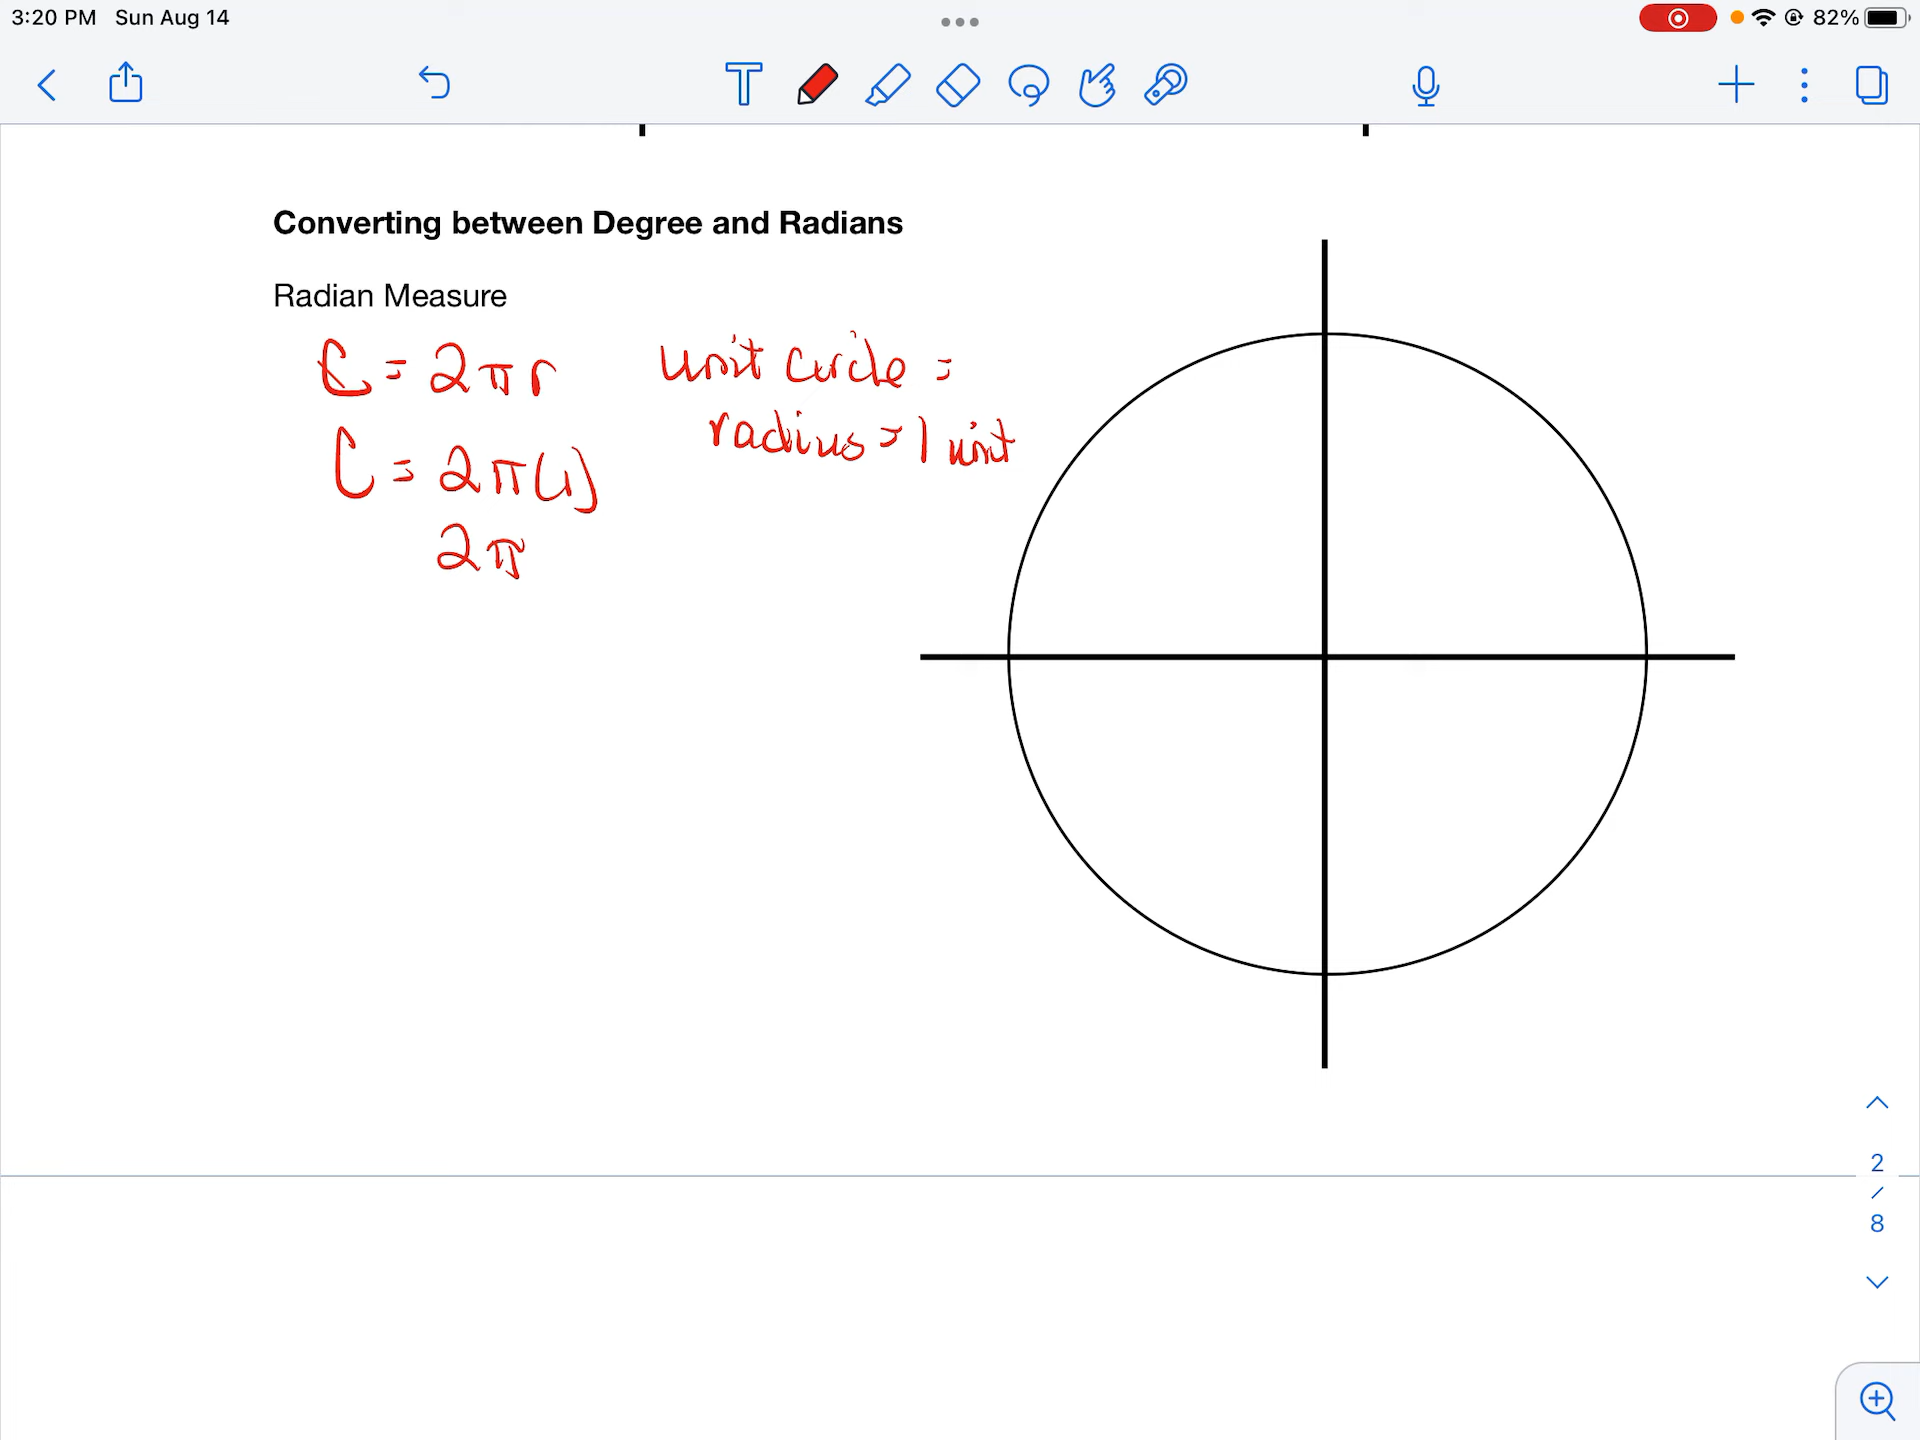 3:20 PM Sun Aug 14
82%
T
Converting between Degree and Radians
Radian Measure
C = 2πr
unit circle =
radius = 1 unit
C = 2π(1)
2π
2
/
8